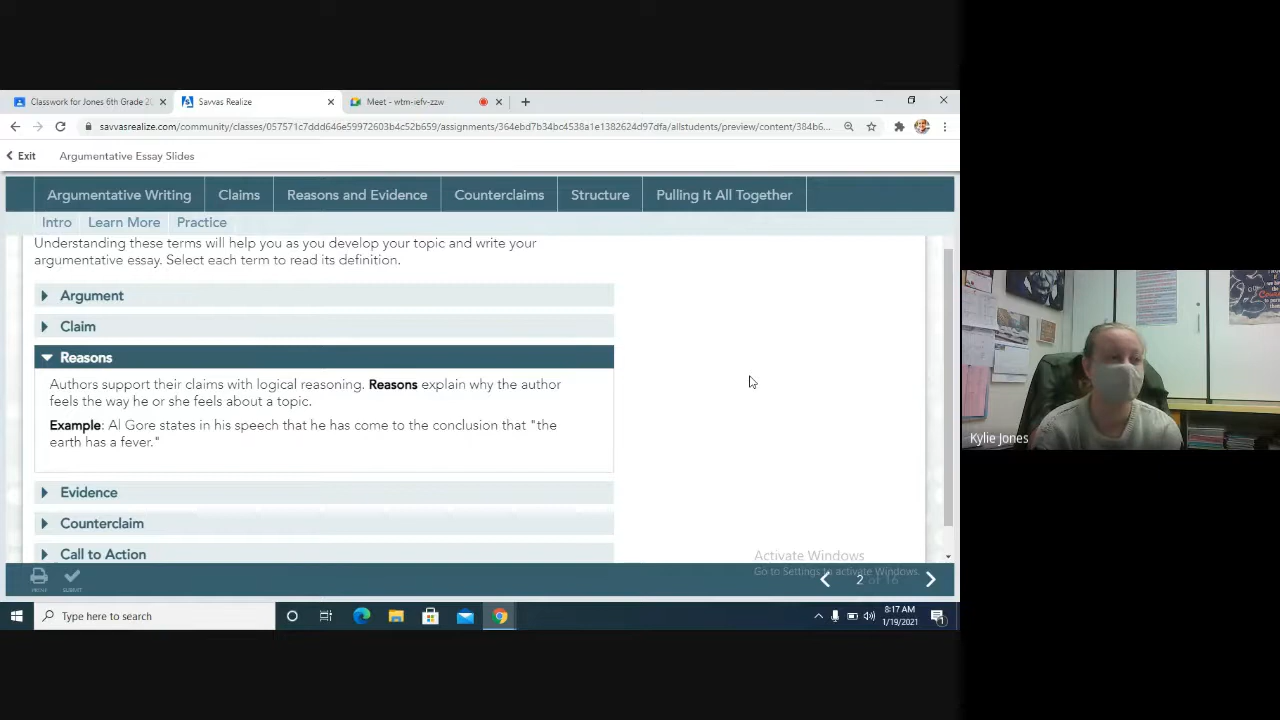 Classwork for Jones 6th Grade 2
Savvas Realize
Meet - wtm-iefv-zzw
savvasrealize.com/community/classes/057571c7ddd646e59972603b4c52b659/assignments/364ebd7b34bc4538a1e1382624d97dfa/allstudents/preview/content/384b6...
Exit
Argumentative Essay Slides
Argumentative Writing
Claims
Reasons and Evidence
Counterclaims
Structure
Pulling It All Together
Intro
Learn More
Practice
Understanding these terms will help you as you develop your topic and write your
argumentative essay. Select each term to read its definition.
Argument
Claim
Reasons
Authors support their claims with logical reasoning. Reasons explain why the author
feels the way he or she feels about a topic.
Example: Al Gore states in his speech that he has come to the conclusion that "the
earth has a fever."
Evidence
Counterclaim
Call to Action
Kylie Jones
Activate Windows
Go to Settings to activate Windows.
PRINT
SUBMIT
2 of 16
Type here to search
8:17 AM
1/19/2021
1